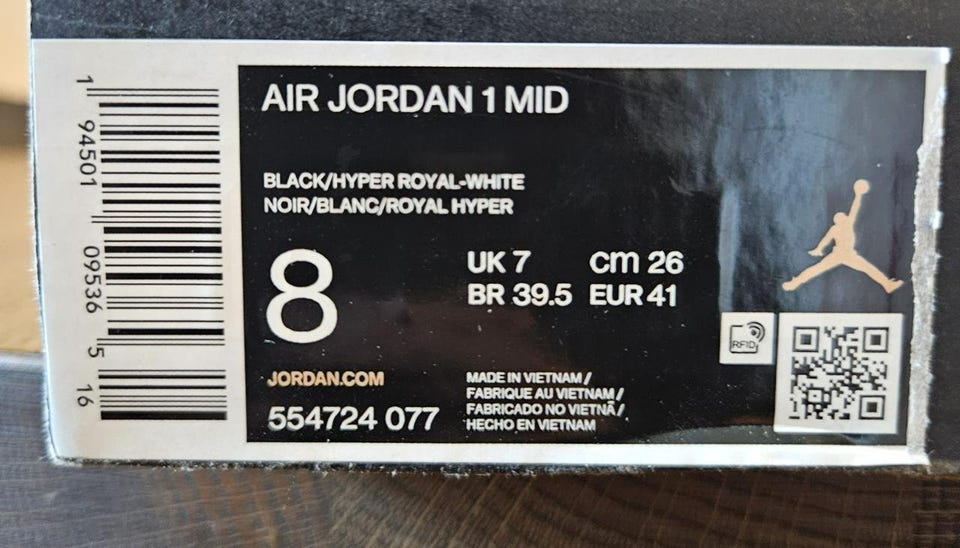 AIR JORDAN 1 MID
BLACK/HYPER ROYAL-WHITE
NOIR/BLANC/ROYAL HYPER
8
UK 7 cm 26
BR 39.5 EUR 41
RFID
JORDAN.COM
554724 077
MADE IN VIETNAM /
FABRIQUE AU VIETNAM /
FABRICADO NO VIETNÃ /
HECHO EN VIETNAM
1 94501 09536 5 16